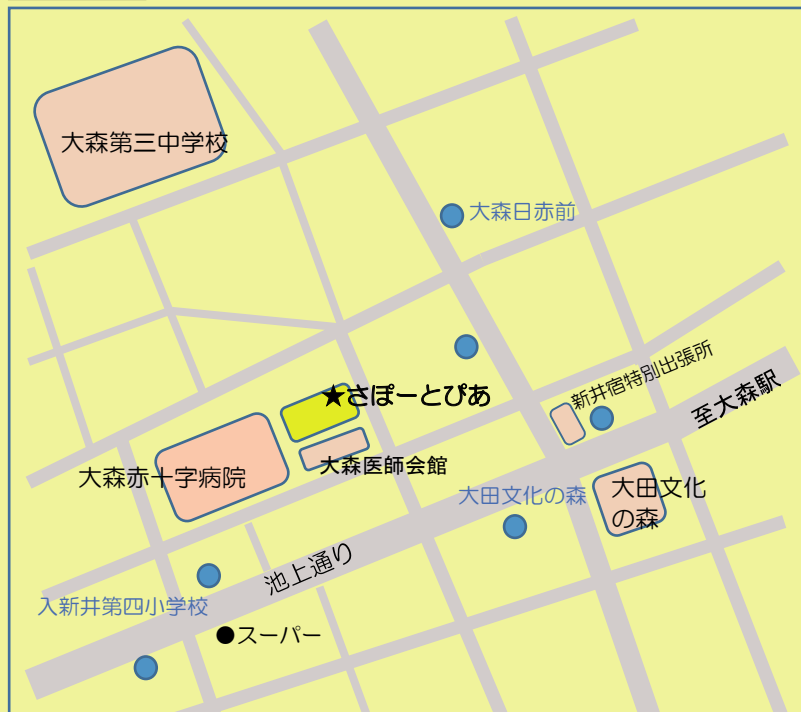 大森第三中学校
大森日赤前
新井宿特別出張所
至大森駅
★さぽーとぴあ
大森医師会館
大森赤十字病院
大田文化の森
大田文化
の森
池上通り
入新井第四小学校
●スーパー